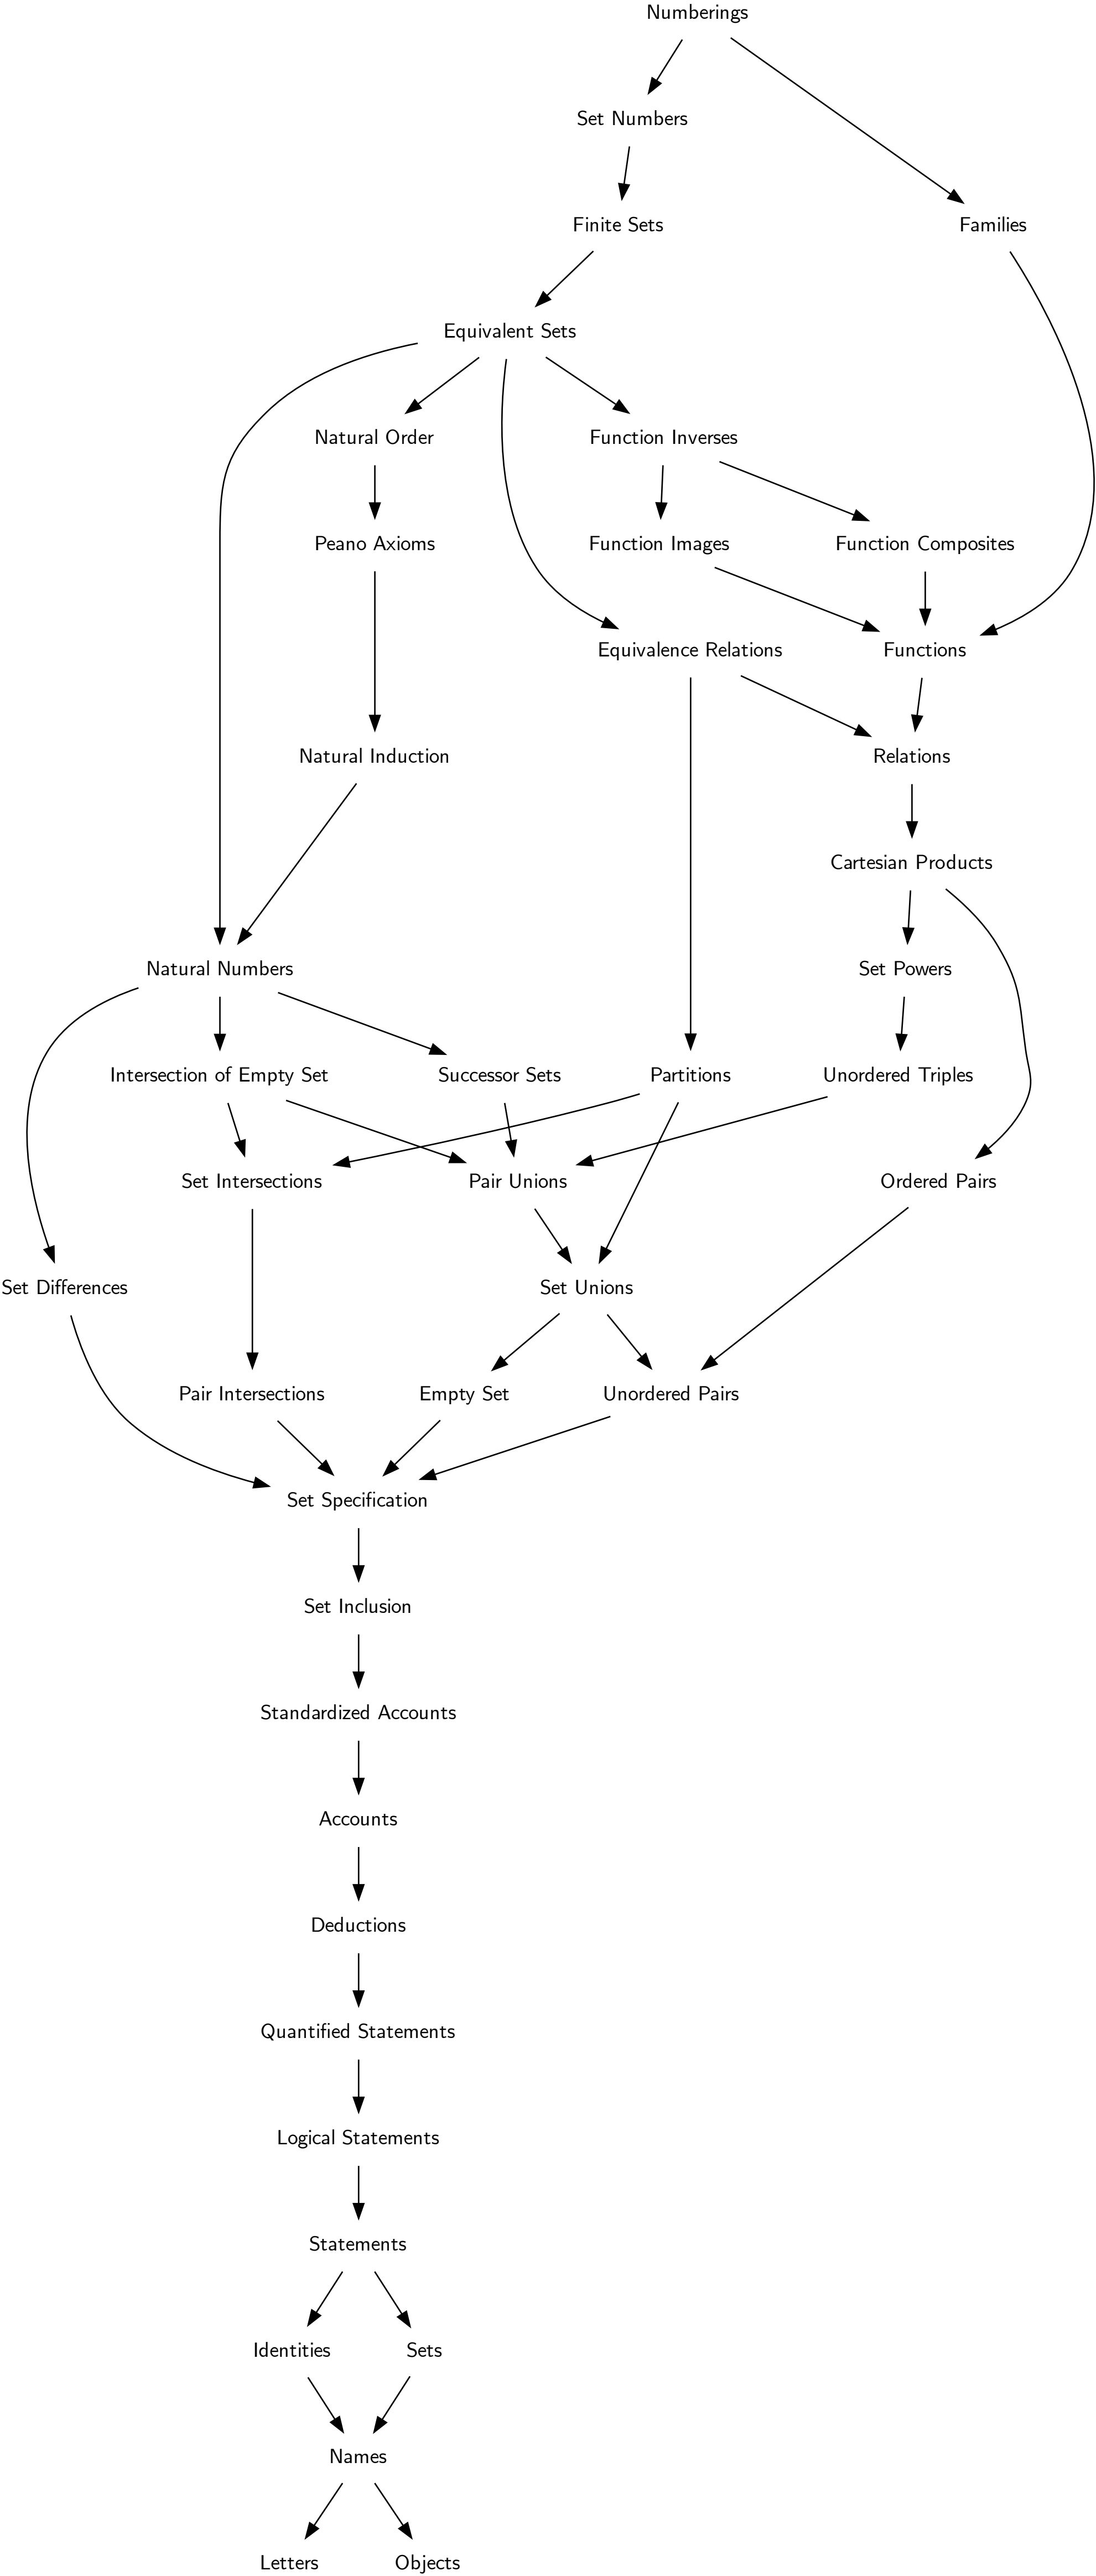 Numberings
Set Numbers
Finite Sets
Families
Equivalent Sets
Natural Order
Function Inverses
Peano Axioms
Function Images
Function Composites
Equivalence Relations
Functions
Natural Induction
Relations
Cartesian Products
Natural Numbers
Set Powers
Intersection of Empty Set
Successor Sets
Partitions
Unordered Triples
Set Intersections
Pair Unions
Ordered Pairs
Set Differences
Set Unions
Pair Intersections
Empty Set
Unordered Pairs
Set Specification
Set Inclusion
Standardized Accounts
Accounts
Deductions
Quantified Statements
Logical Statements
Statements
Identities
Sets
Names
Letters
Objects